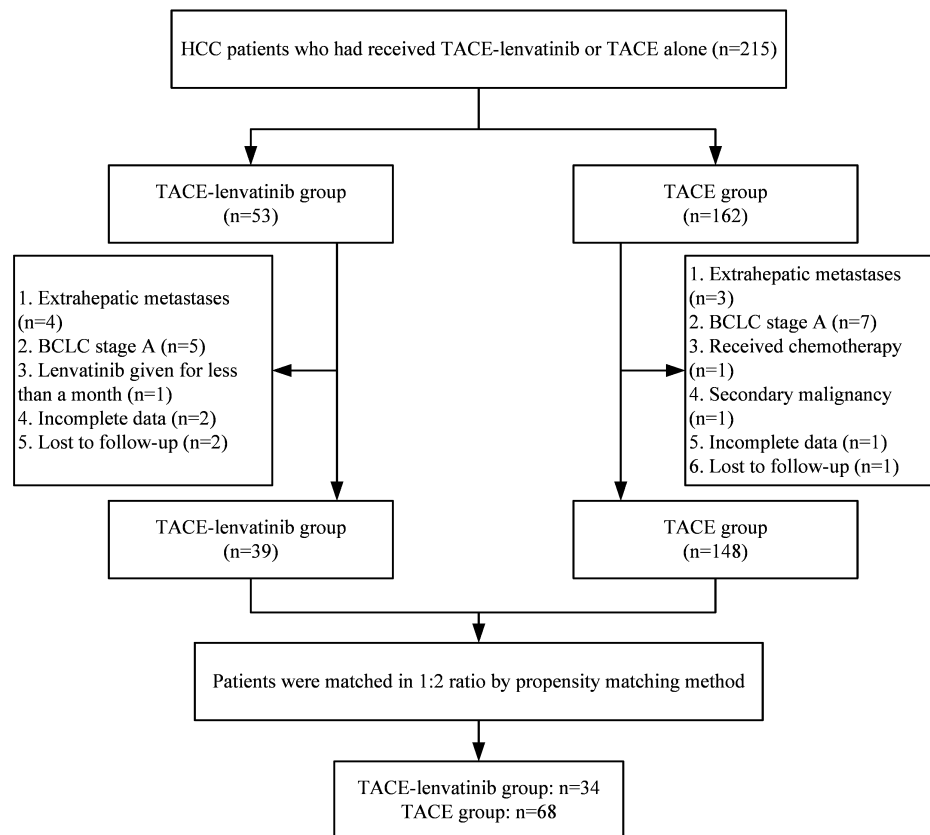 HCC patients who had received TACE-lenvatinib or TACE alone (n=215)
TACE-lenvatinib group
(n=53)
TACE group
(n=162)
1. Extrahepatic metastases
(n=4)
2. BCLC stage A (n=5)
3. Lenvatinib given for less
than a month (n=1)
4. Incomplete data (n=2)
5. Lost to follow-up (n=2)
1. Extrahepatic metastases
(n=3)
2. BCLC stage A (n=7)
3. Received chemotherapy
(n=1)
4. Secondary malignancy
(n=1)
5. Incomplete data (n=1)
6. Lost to follow-up (n=1)
TACE-lenvatinib group
(n=39)
TACE group
(n=148)
Patients were matched in 1:2 ratio by propensity matching method
TACE-lenvatinib group: n=34
TACE group: n=68